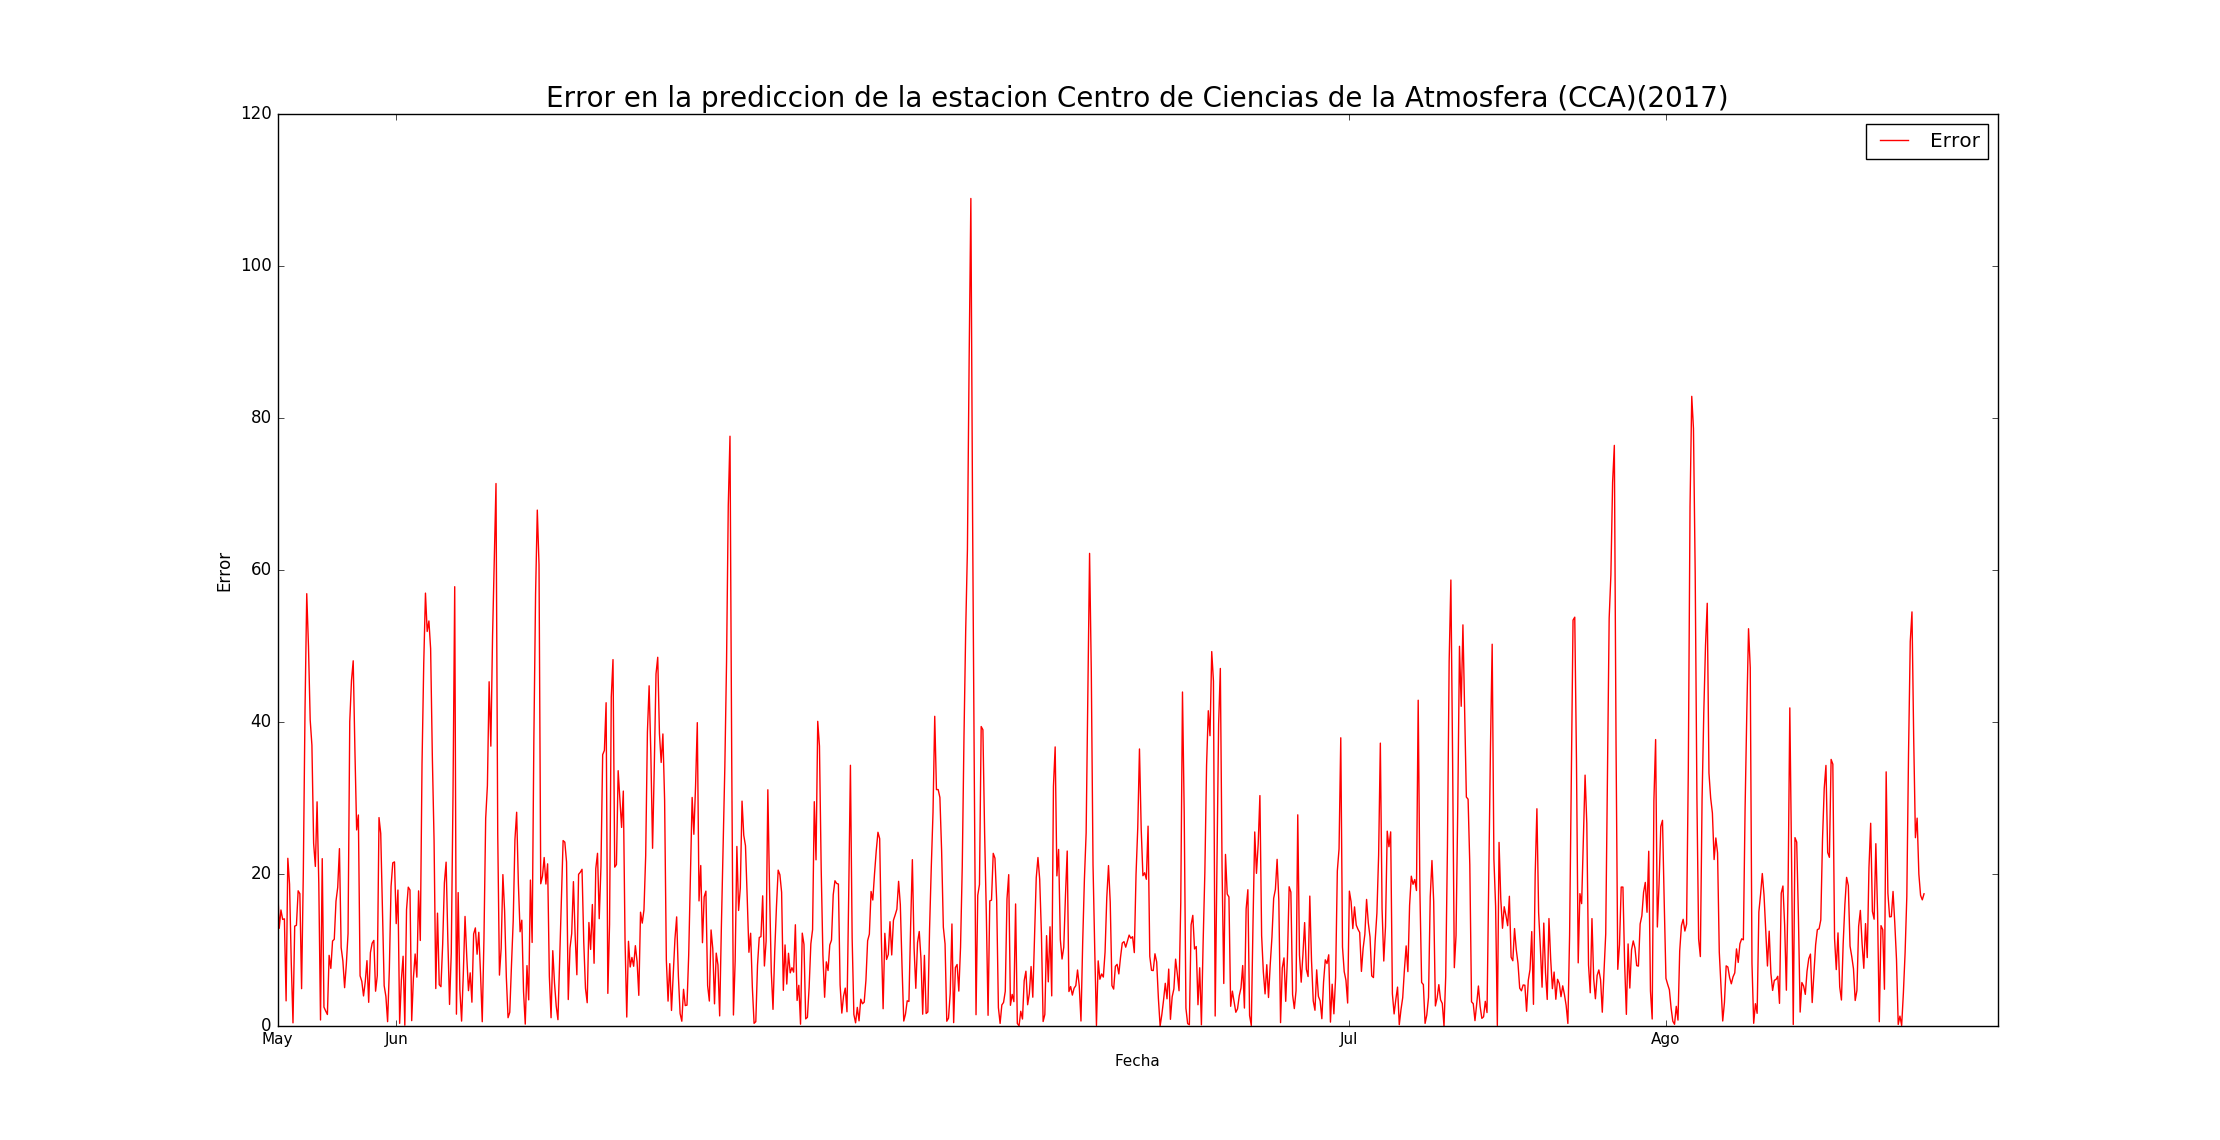 Error en la prediccion de la estacion Centro de Ciencias de la Atmosfera (CCA)(2017)
120
Error
100
80
60
Error
40
20
0
May Jun Jul Ago
Fecha